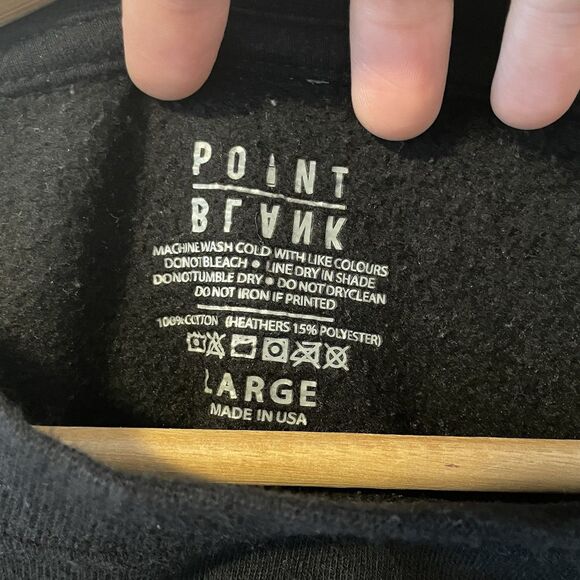 POINT
BLANK
MACHINE WASH COLD WITH LIKE COLOURS
DO NOT BLEACH • LINE DRY IN SHADE
DO NOT TUMBLE DRY • DO NOT DRYCLEAN
DO NOT IRON IF PRINTED
100% COTTON (HEATHERS 15% POLYESTER)
LARGE
MADE IN USA